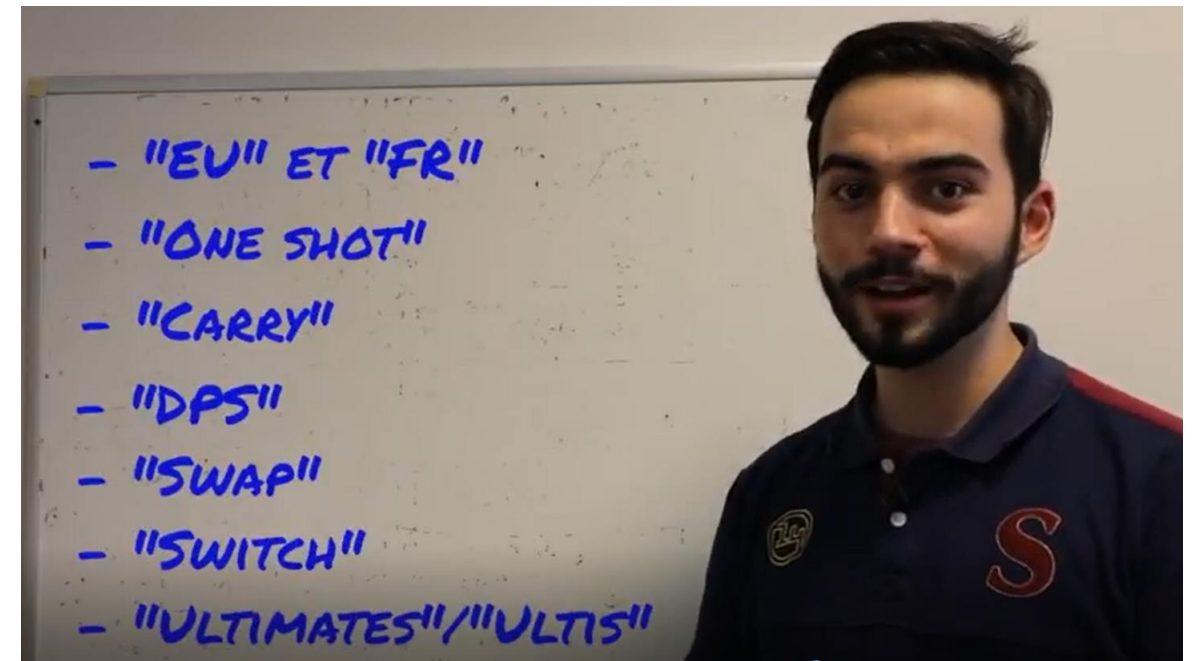 - "EU" ET "FR"
- "ONE SHOT"
- "CARRY"
- "DPS"
- "SWAP"
- "SWITCH"
- "ULTIMATES"/"ULTIS"
S